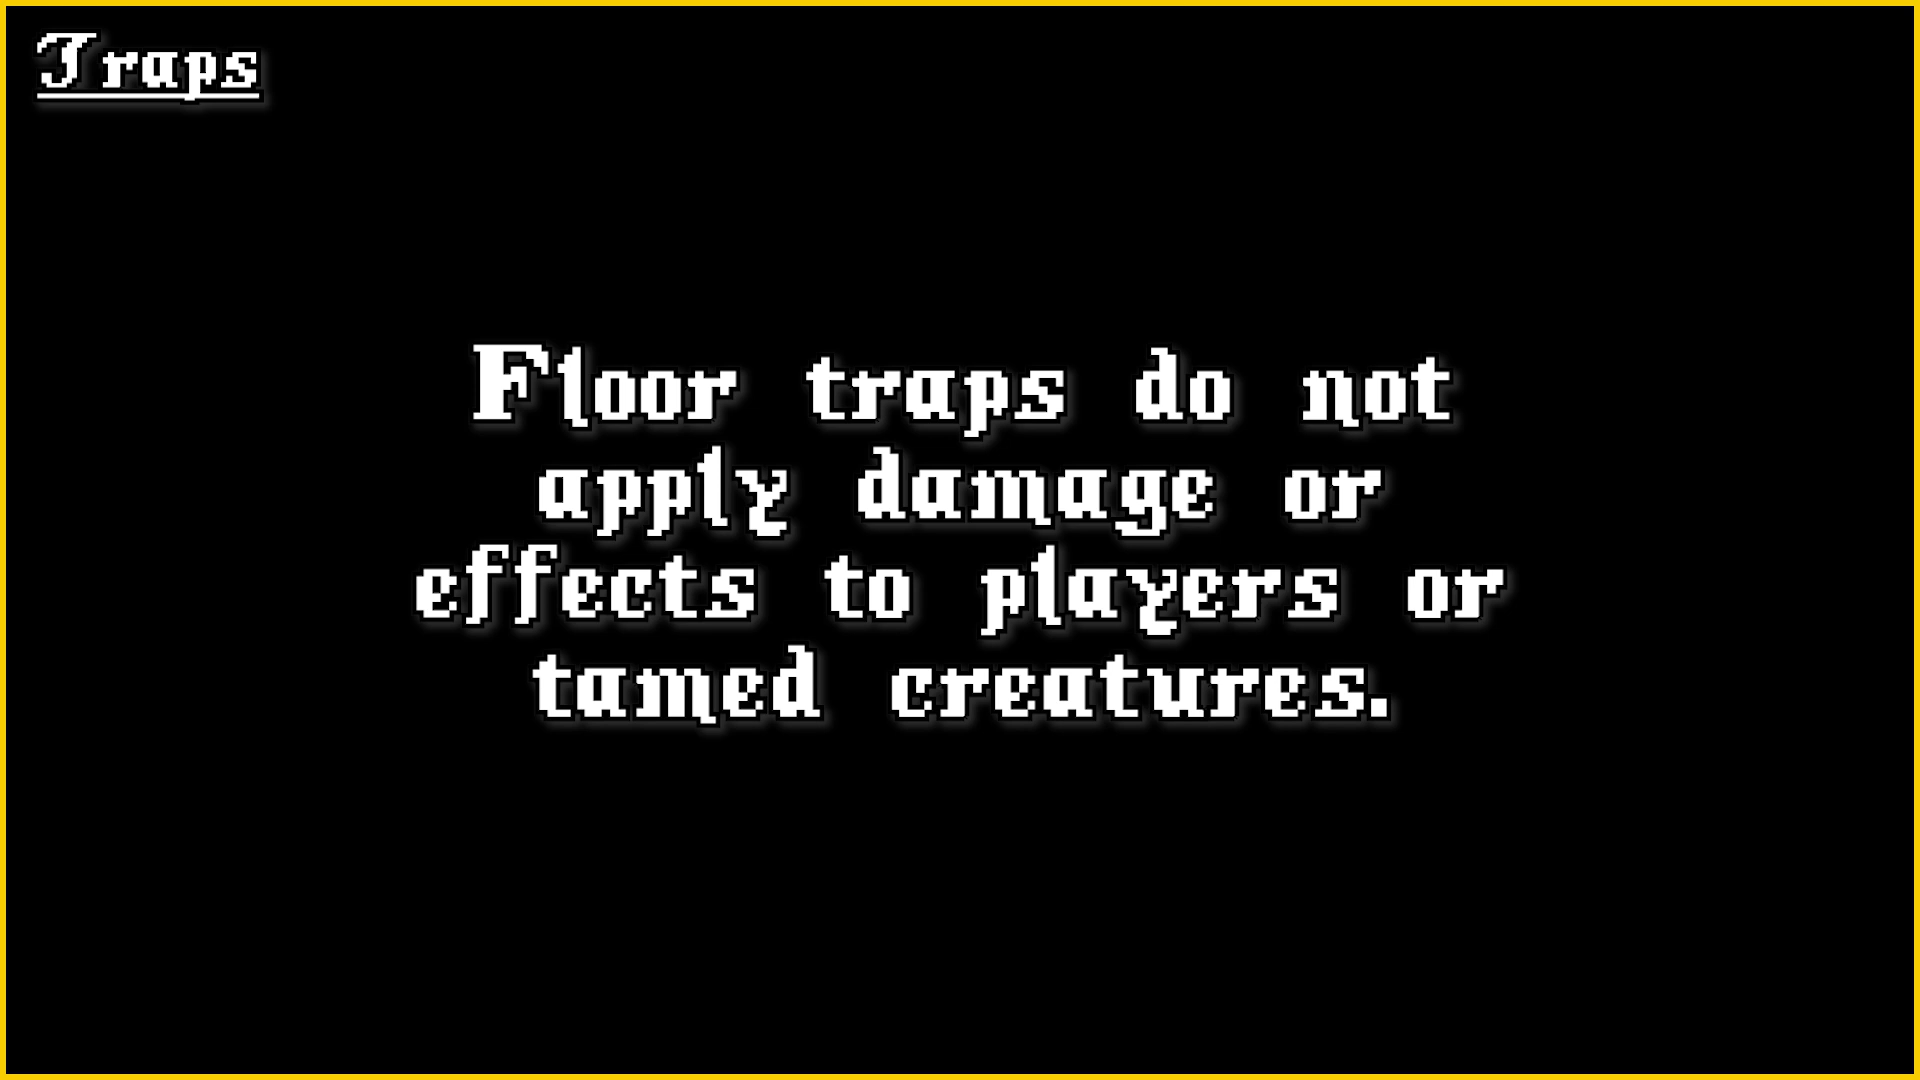 Traps
Floor traps do not
apply damage or
effects to players or
tamed creatures.